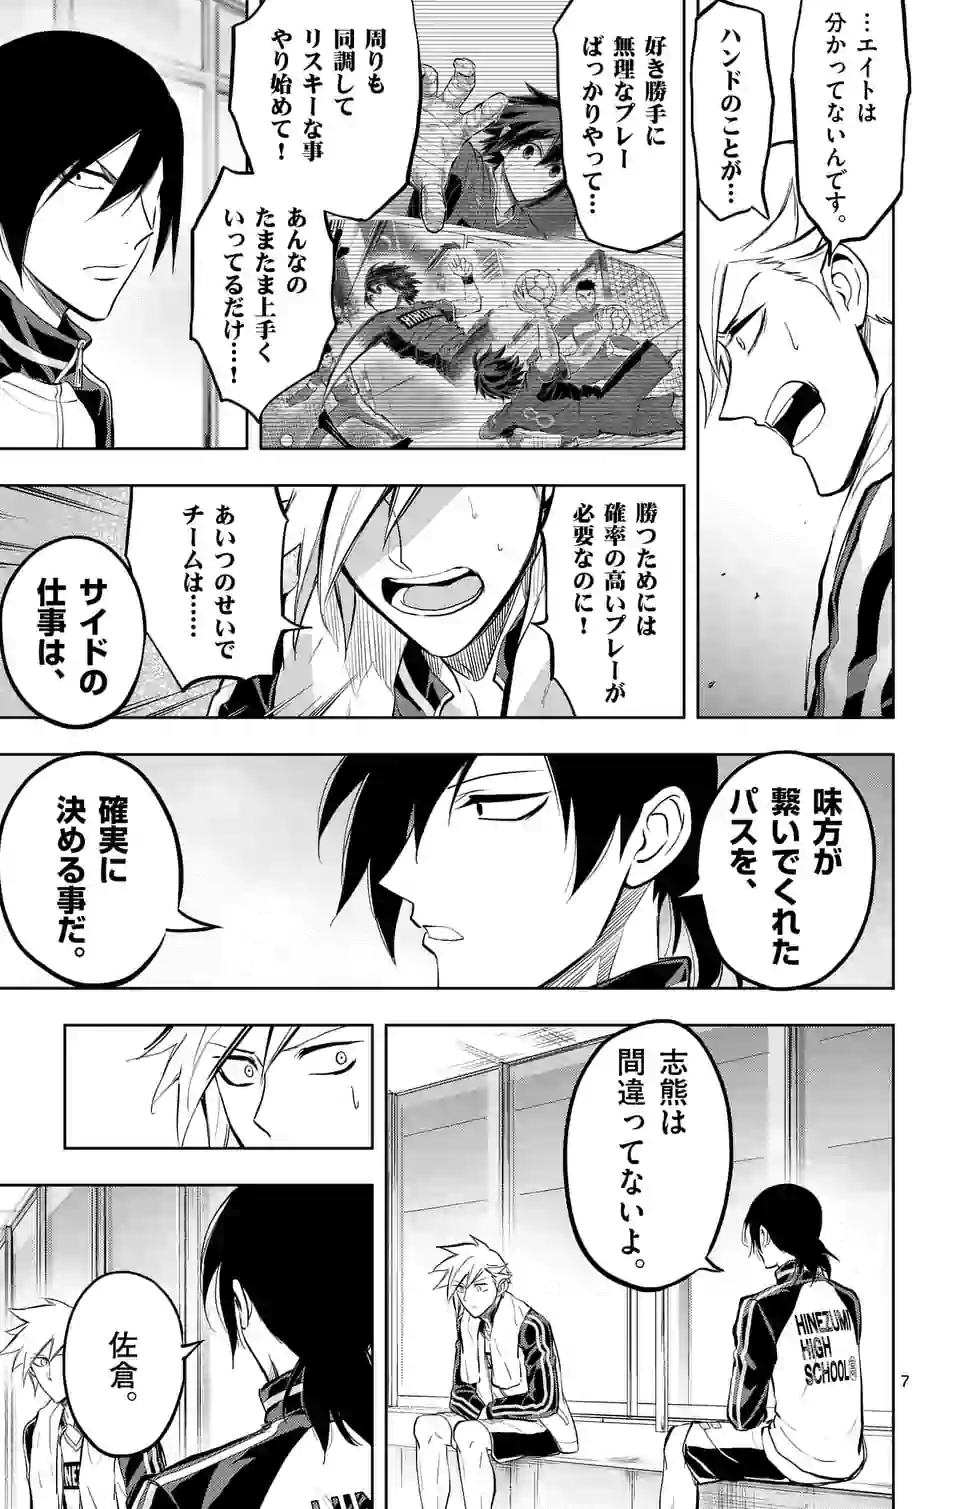 …エイトは
分かってないんです。
ハンドのことが…
好き勝手に
無理なプレー
ばっかりやって…
周りも
同調して
リスキーな事
やり始めて！
あんなの
たまたま上手く
いってるだけ…！
勝つためには
確率の高いプレーが
必要なのに！
あいつのせいで
チームは……
サイドの
仕事は、
味方が
繋いでくれた
パスを、
確実に
決める事だ。
志熊は
間違ってないよ。
HINEZUMI
HIGH
SCHOOL
佐倉。
7